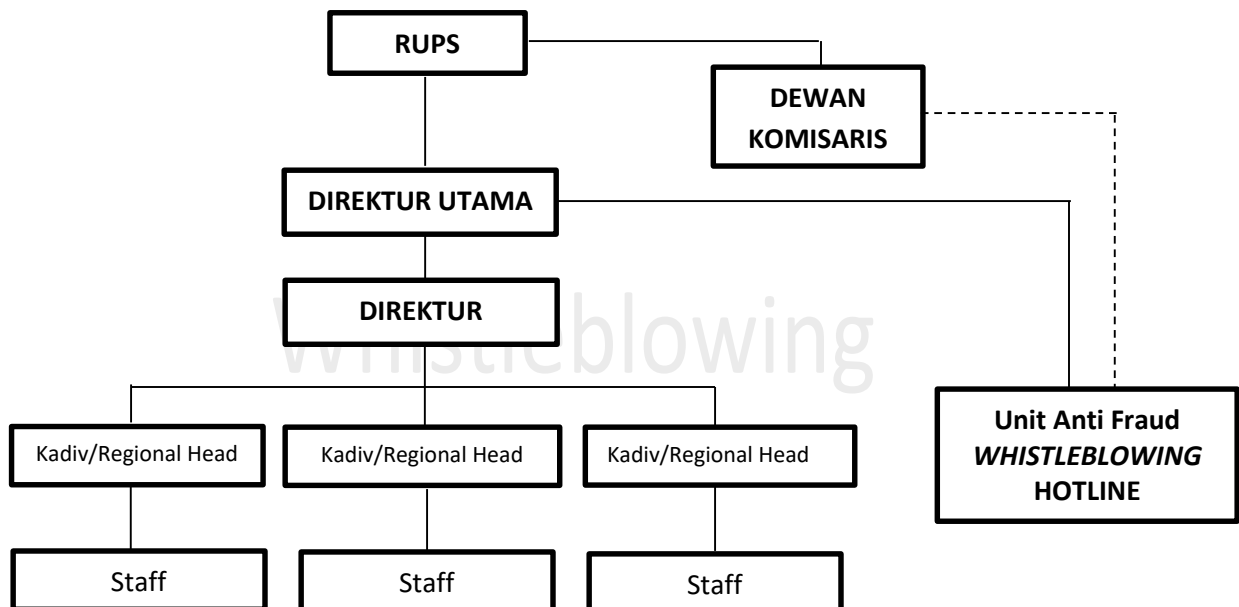 RUPS
DEWAN
KOMISARIS
DIREKTUR UTAMA
DIREKTUR
Whistleblowing
Kadiv/Regional Head
Kadiv/Regional Head
Kadiv/Regional Head
Unit Anti Fraud
WHISTLEBLOWING
HOTLINE
Staff
Staff
Staff